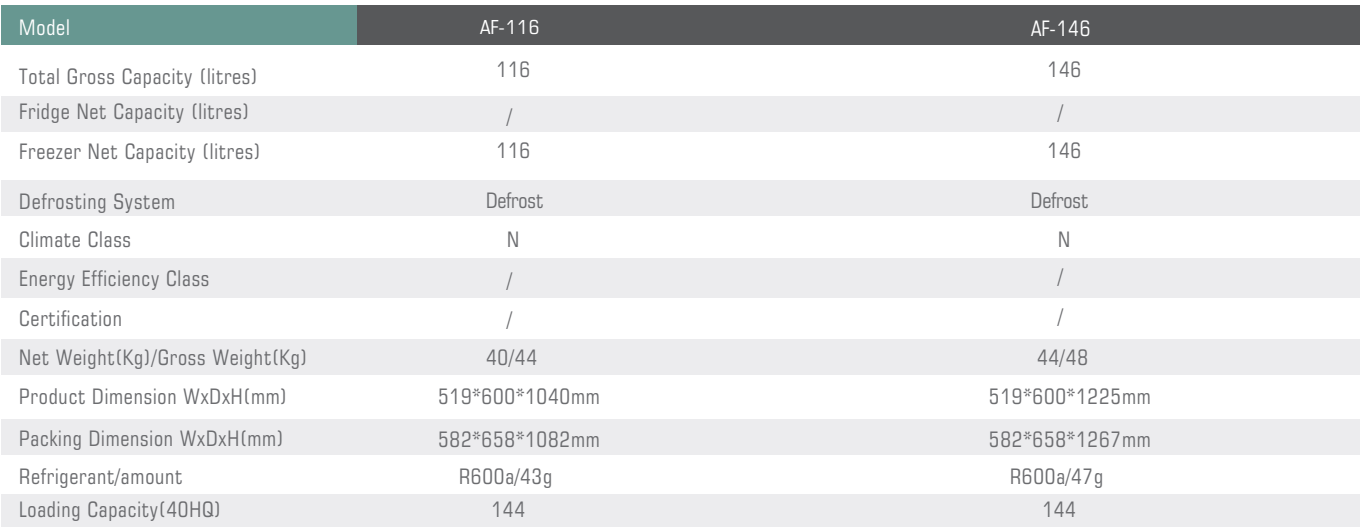 Model AF-116 AF-146
Total Gross Capacity (litres) 116 146
Fridge Net Capacity (litres) / /
Freezer Net Capacity (litres) 116 146
Defrosting System Defrost Defrost
Climate Class N N
Energy Efficiency Class / /
Certification / /
Net Weight(Kg)/Gross Weight(Kg) 40/44 44/48
Product Dimension WxDxH(mm) 519*600*1040mm 519*600*1225mm
Packing Dimension WxDxH(mm) 582*658*1082mm 582*658*1267mm
Refrigerant/amount R600a/43g R600a/47g
Loading Capacity(40HQ) 144 144